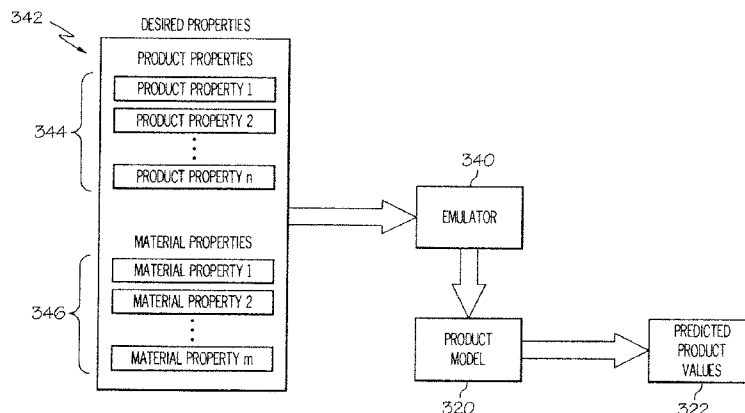 342
DESIRED PROPERTIES
PRODUCT PROPERTIES
PRODUCT PROPERTY 1
PRODUCT PROPERTY 2
344
PRODUCT PROPERTY n
MATERIAL PROPERTIES
MATERIAL PROPERTY 1
MATERIAL PROPERTY 2
346
MATERIAL PROPERTY m
340
EMULATOR
PRODUCT
MODEL
320
PREDICTED
PRODUCT
VALUES
322